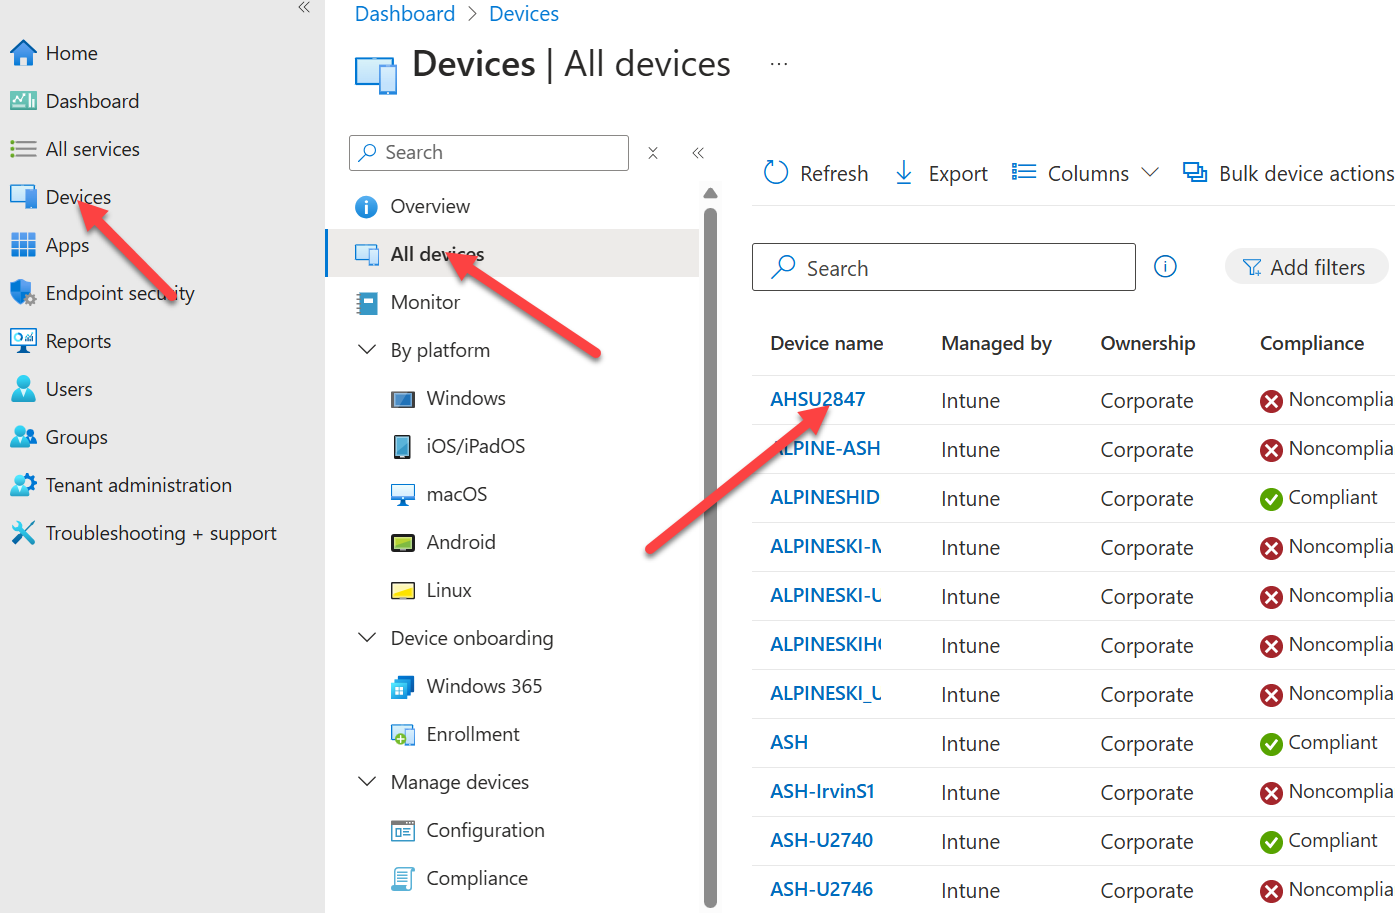 Home
Dashboard
All services
Devices
Apps
Endpoint security
Reports
Users
Groups
Tenant administration
Troubleshooting + support
Dashboard > Devices
Devices | All devices ...
Search
Overview
All devices
Monitor
By platform
Windows
iOS/iPadOS
macOS
Android
Linux
Device onboarding
Windows 365
Enrollment
Manage devices
Configuration
Compliance
Refresh Export Columns Bulk device actions
Search Add filters
Device name Managed by Ownership Compliance
AHSU2847 Intune Corporate Noncomplia
ALPINE-ASH Intune Corporate Noncomplia
ALPINESHID Intune Corporate Compliant
ALPINESKI-M Intune Corporate Noncomplia
ALPINESKI-U Intune Corporate Noncomplia
ALPINESKIHO Intune Corporate Noncomplia
ALPINESKI_U Intune Corporate Noncomplia
ASH Intune Corporate Compliant
ASH-IrvinS1 Intune Corporate Noncomplia
ASH-U2740 Intune Corporate Compliant
ASH-U2746 Intune Corporate Noncomplia